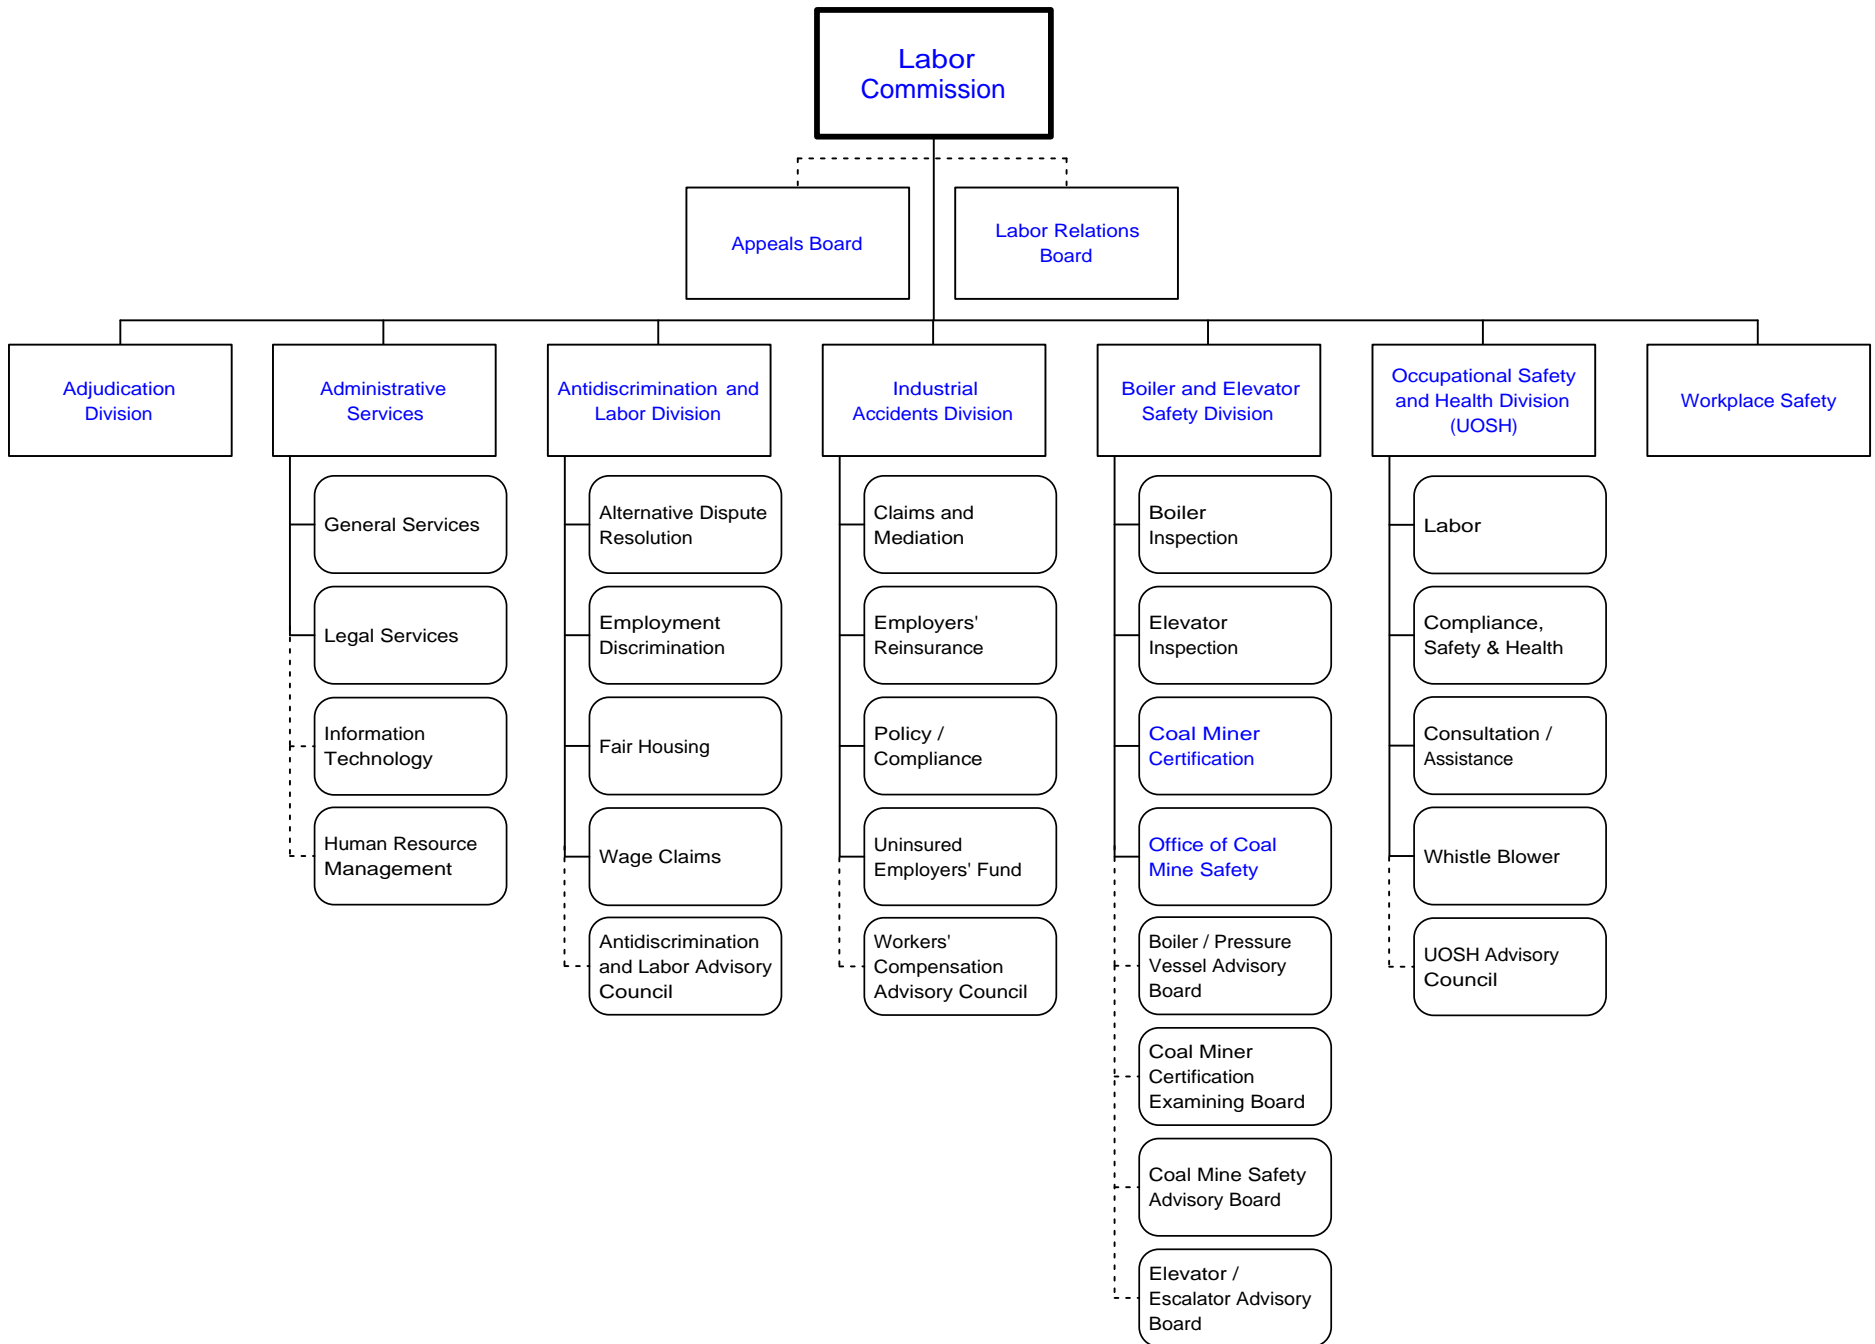 Labor
Commission
Appeals Board
Labor Relations
Board
Adjudication
Division
Administrative
Services
Antidiscrimination and
Labor Division
Industrial
Accidents Division
Boiler and Elevator
Safety Division
Occupational Safety
and Health Division
(UOSH)
Workplace Safety
General Services
Legal Services
Information
Technology
Human Resource
Management
Alternative Dispute
Resolution
Employment
Discrimination
Fair Housing
Wage Claims
Antidiscrimination
and Labor Advisory
Council
Claims and
Mediation
Employers'
Reinsurance
Policy /
Compliance
Uninsured
Employers' Fund
Workers'
Compensation
Advisory Council
Boiler
Inspection
Elevator
Inspection
Coal Miner
Certification
Office of Coal
Mine Safety
Boiler / Pressure
Vessel Advisory
Board
Coal Miner
Certification
Examining Board
Coal Mine Safety
Advisory Board
Elevator /
Escalator Advisory
Board
Labor
Compliance,
Safety & Health
Consultation /
Assistance
Whistle Blower
UOSH Advisory
Council